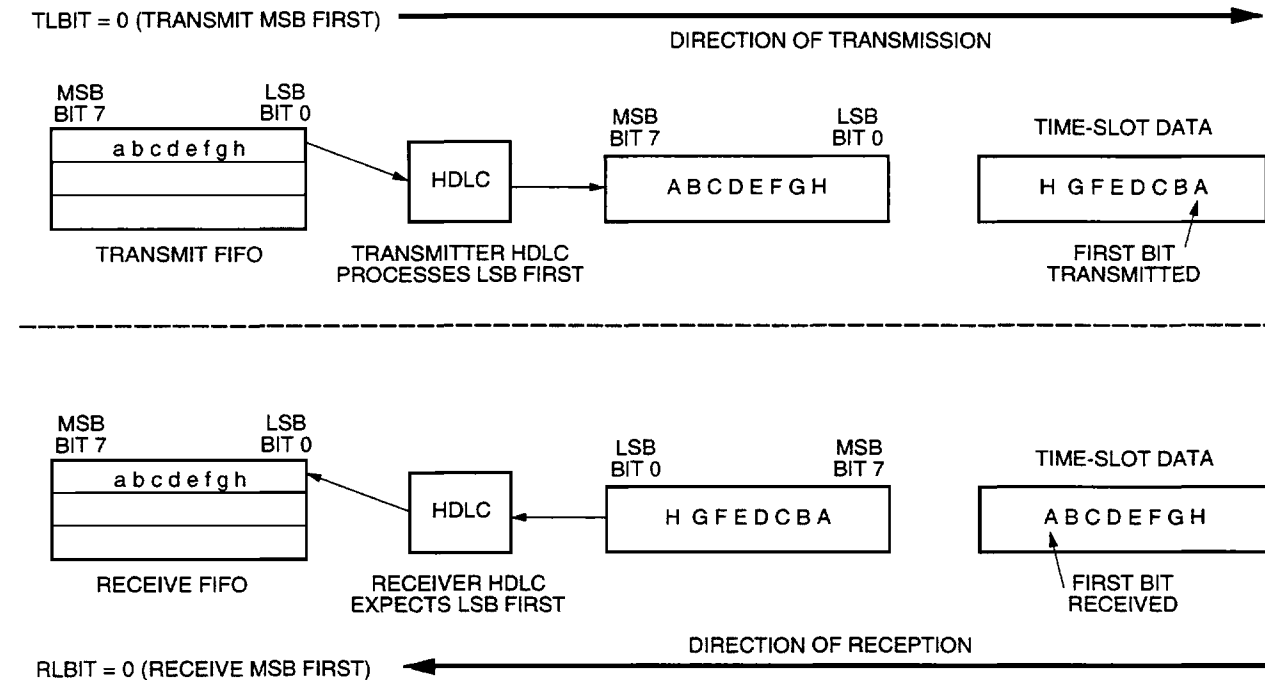 TLBIT = 0 (TRANSMIT MSB FIRST)
DIRECTION OF TRANSMISSION
MSB
BIT 7
LSB
BIT 0
a b c d e f g h
TRANSMIT FIFO
HDLC
TRANSMITTER HDLC
PROCESSES LSB FIRST
MSB
BIT 7
LSB
BIT 0
A B C D E F G H
TIME-SLOT DATA
H G F E D C B A
FIRST BIT
TRANSMITTED
MSB
BIT 7
LSB
BIT 0
a b c d e f g h
RECEIVE FIFO
HDLC
RECEIVER HDLC
EXPECTS LSB FIRST
LSB
BIT 0
MSB
BIT 7
H G F E D C B A
TIME-SLOT DATA
A B C D E F G H
FIRST BIT
RECEIVED
DIRECTION OF RECEPTION
RLBIT = 0 (RECEIVE MSB FIRST)